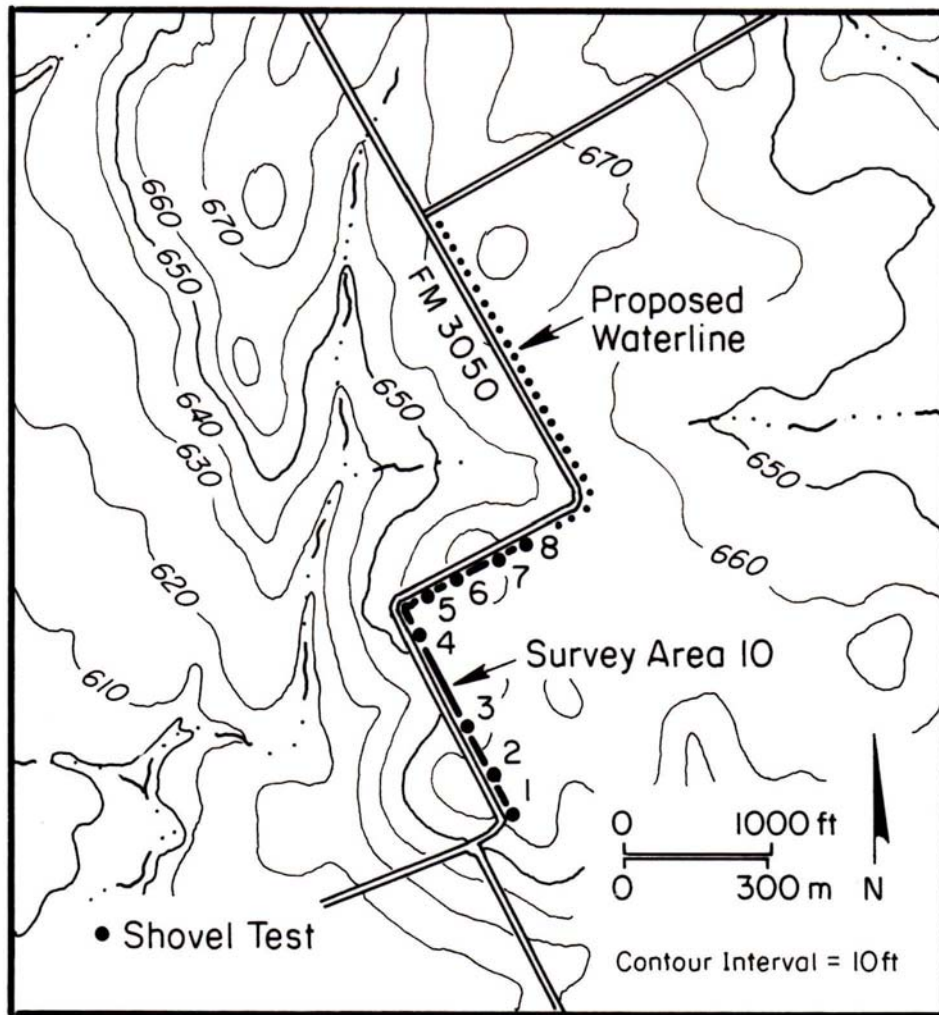 670
660
650
640
630
620
610
670
FM 3050
Proposed
Waterline
650
650
660
8
7
6
5
4
Survey Area 10
3
2
1
0 1000 ft
0 300 m
N
Shovel Test
Contour Interval = 10 ft